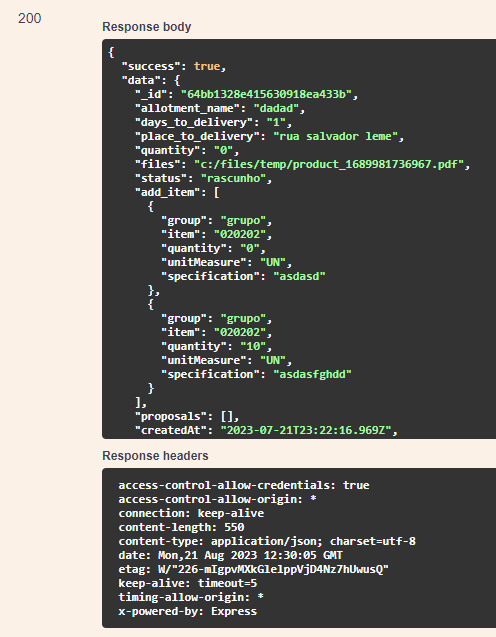 200
Response body
{
"success": true,
"data": {
"_id": "64bb1328e415630918ea433b",
"allotment_name": "dadad",
"days_to_delivery": "1",
"place_to_delivery": "rua salvador leme",
"quantity": "0",
"files": "c:/files/temp/product_1689981736967.pdf",
"status": "rascunho",
"add_item": [
{
"group": "grupo",
"item": "020202",
"quantity": "0",
"unitMeasure": "UN",
"specification": "asdasd"
},
{
"group": "grupo",
"item": "020202",
"quantity": "10",
"unitMeasure": "UN",
"specification": "asdasfghdd"
}
],
"proposals": [],
"createdAt": "2023-07-21T23:22:16.969Z",
Response headers
access-control-allow-credentials: true
access-control-allow-origin: *
connection: keep-alive
content-length: 550
content-type: application/json; charset=utf-8
date: Mon,21 Aug 2023 12:30:05 GMT
etag: W/"226-mIgpvMXkGlelppVjD4Nz7hUwusQ"
keep-alive: timeout=5
timing-allow-origin: *
x-powered-by: Express